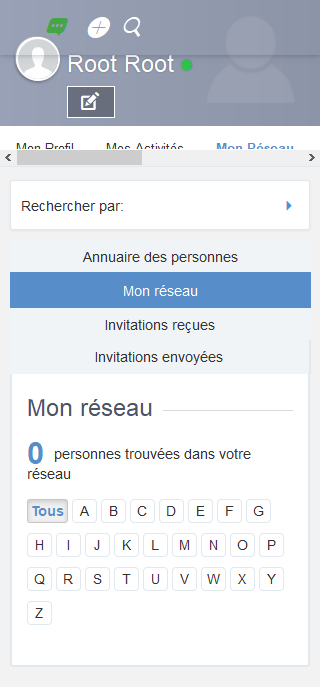 Root Root
Mon Profil Mes Activités Mon Réseau
Rechercher par:
Annuaire des personnes
Mon réseau
Invitations reçues
Invitations envoyées
Mon réseau
0 personnes trouvées dans votre
réseau
Tous A B C D E F G
H I J K L M N O P
Q R S T U V W X Y
Z